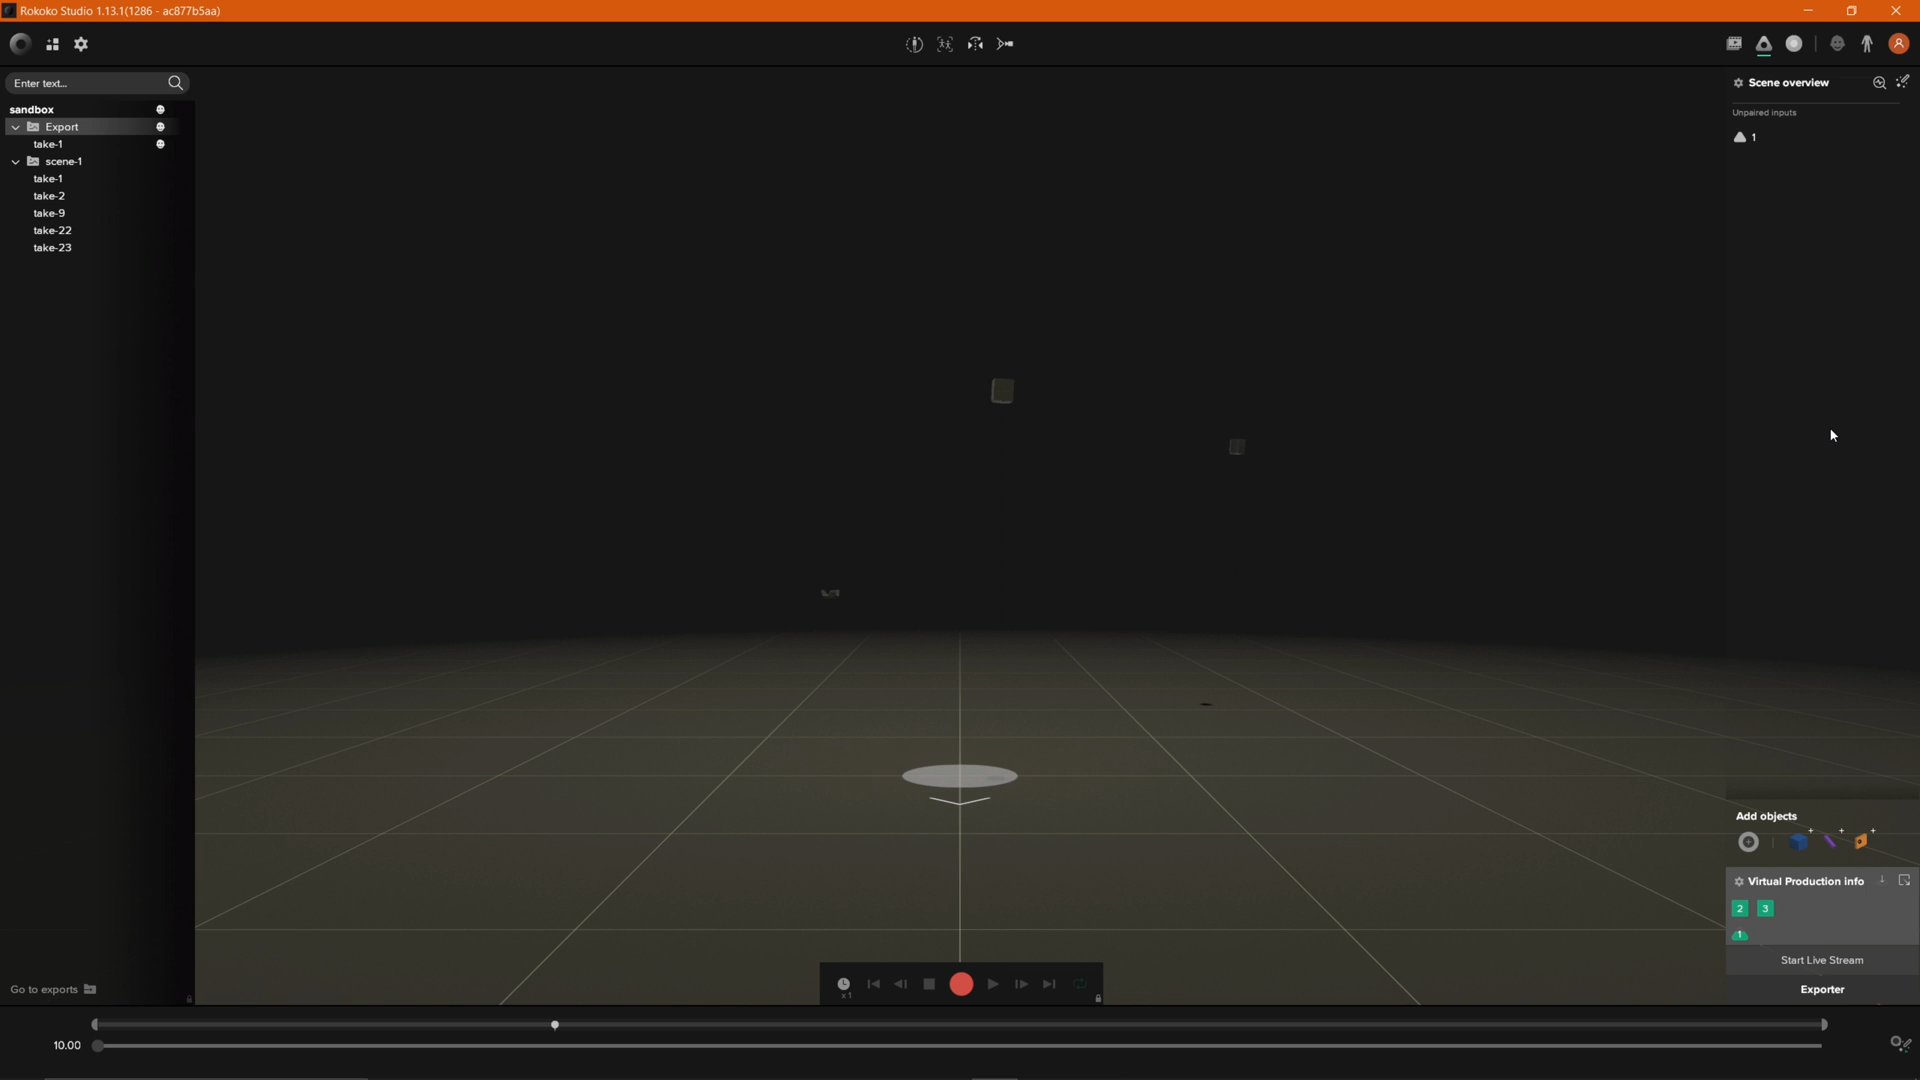 Rokoko Studio 1.13.1(1286 - ac877b5aa)
Enter text...
sandbox
Export
take-1
scene-1
take-1
take-2
take-9
take-22
take-23
Go to exports
Scene overview
Unpaired inputs
1
Add objects
Virtual Production info
2 3
1
Start Live Stream
Exporter
x1
10.00